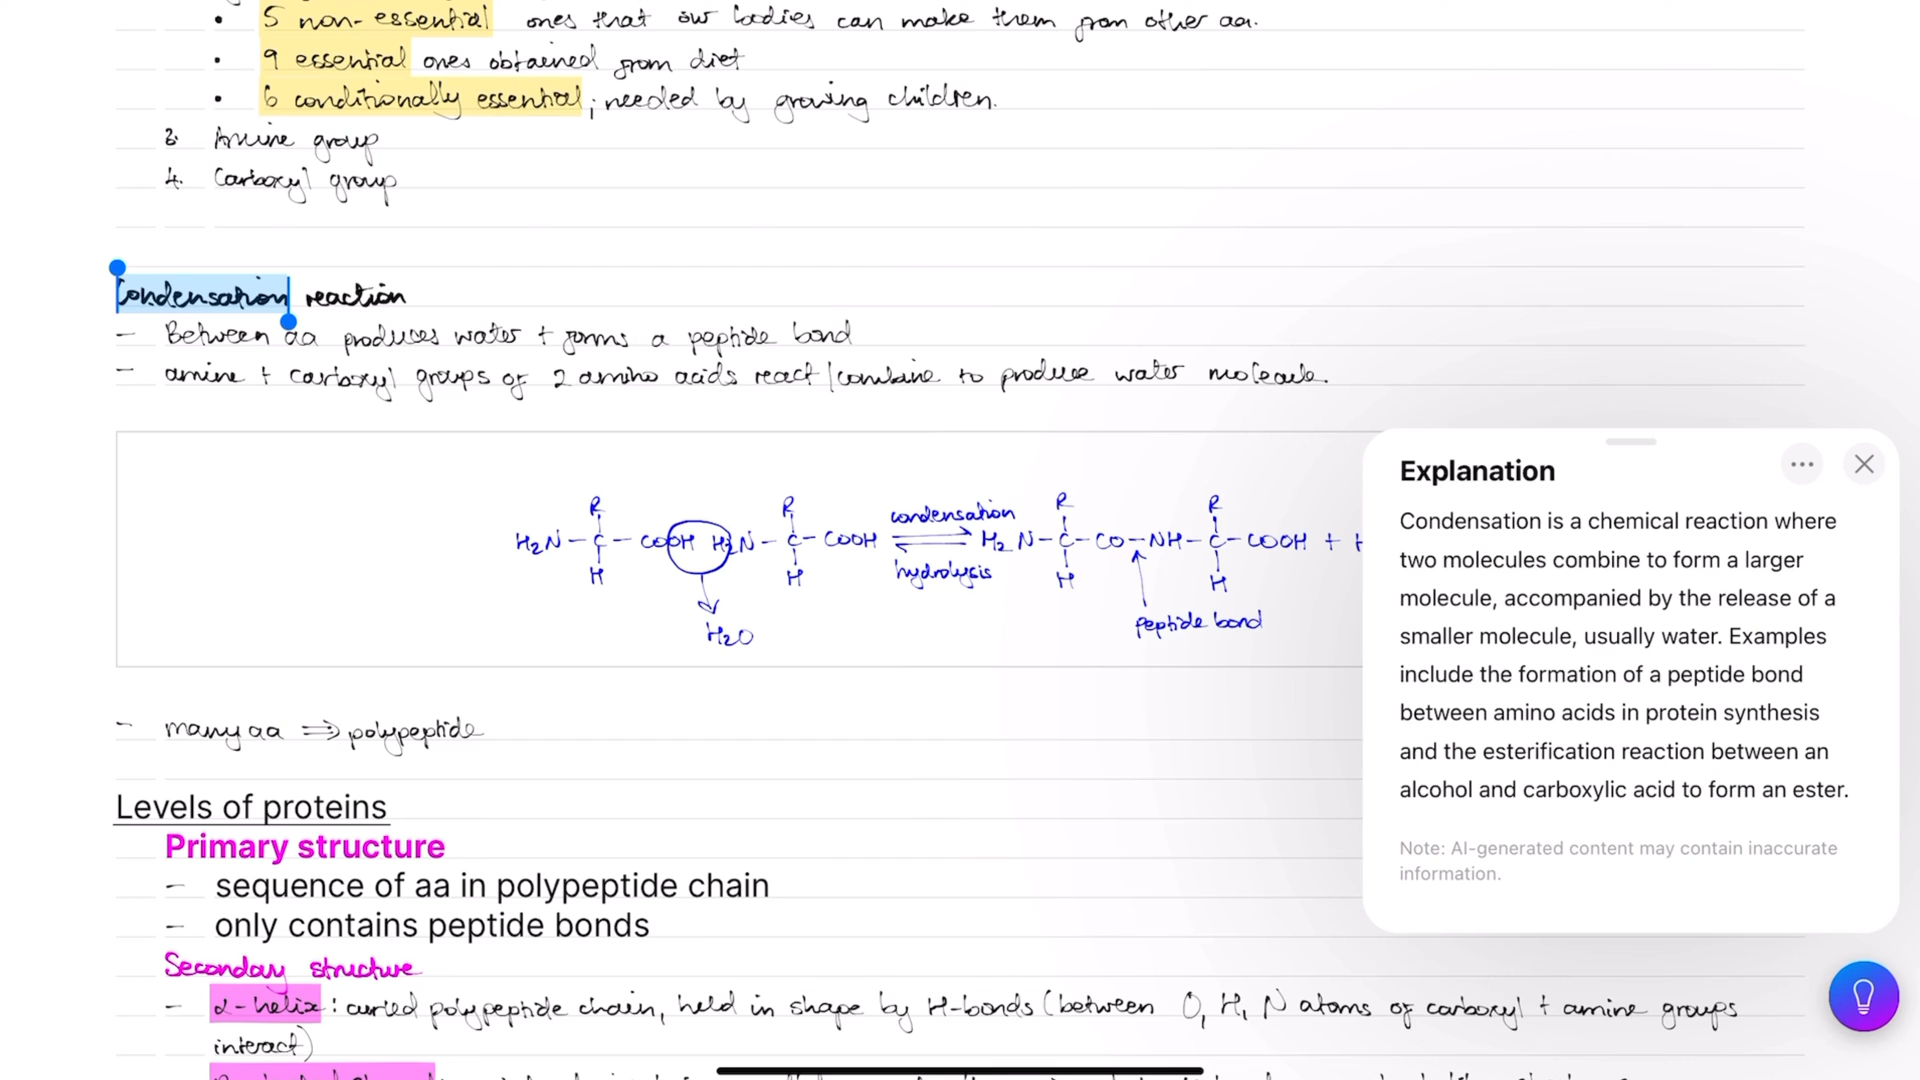 • 5 non-essential ones that our bodies can make them from other aa.
• 9 essential ones obtained from diet
• 6 conditionally essential; needed by growing children.
3. Amine group
4. Carboxyl group
Condensation reaction
- Between aa produces water + forms a peptide bond
- amine + carboxyl groups of 2 amino acids react/combine to produce water molecule.
R R R R
condensation
H₂N-C-COOH H₂N-C-COOH ⇌ H₂N-C-CO-NH-C-COOH + H
hydrolysis
H H H H
H₂O
peptide bond
- many aa ⟹ polypeptide
Levels of proteins
Primary structure
- sequence of aa in polypeptide chain
- only contains peptide bonds
Seconday structure
- α-helix: curled polypeptide chain, held in shape by H-bonds (between O, H, N atoms of carboxyl + amine groups
interact)
Explanation
Condensation is a chemical reaction where
two molecules combine to form a larger
molecule, accompanied by the release of a
smaller molecule, usually water. Examples
include the formation of a peptide bond
between amino acids in protein synthesis
and the esterification reaction between an
alcohol and carboxylic acid to form an ester.
Note: AI-generated content may contain inaccurate
information.